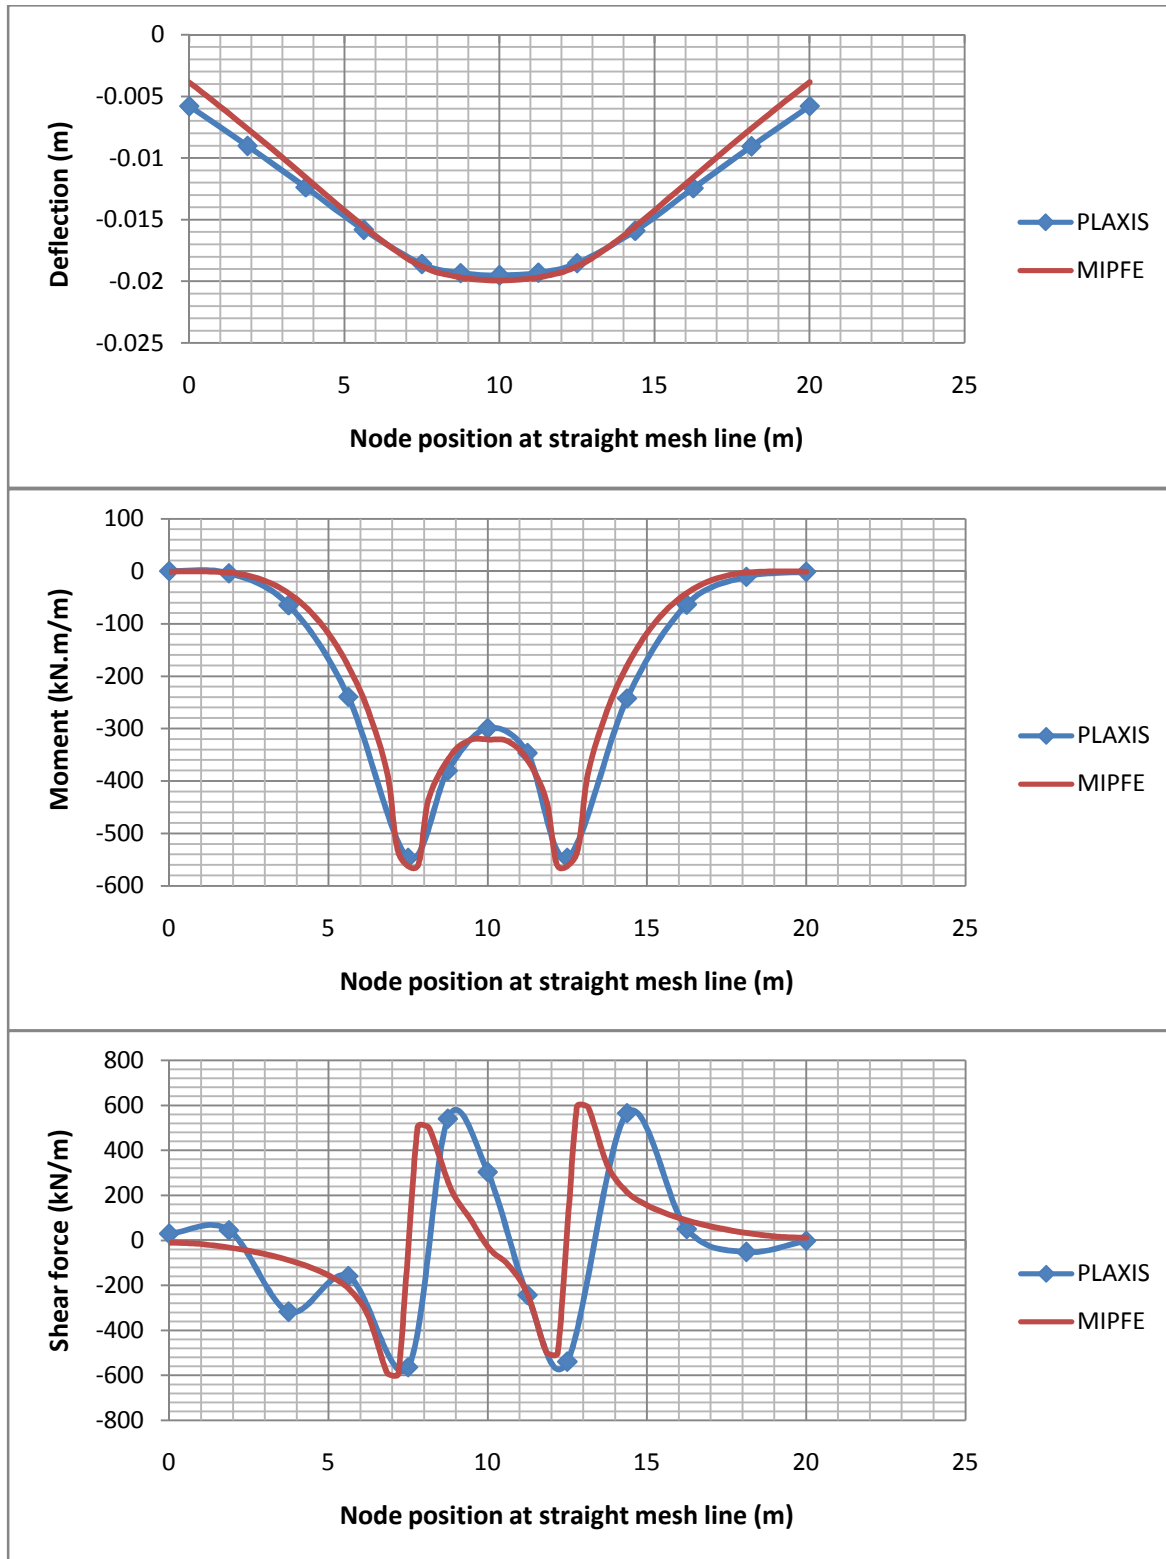 0
-0.005
-0.01
-0.015
-0.02
-0.025
Deflection (m)
0 5 10 15 20 25
Node position at straight mesh line (m)
PLAXIS
MIPFE
100
0
-100
-200
-300
-400
-500
-600
Moment (kN.m/m)
0 5 10 15 20 25
Node position at straight mesh line (m)
PLAXIS
MIPFE
800
600
400
200
0
-200
-400
-600
-800
Shear force (kN/m)
0 5 10 15 20 25
Node position at straight mesh line (m)
PLAXIS
MIPFE